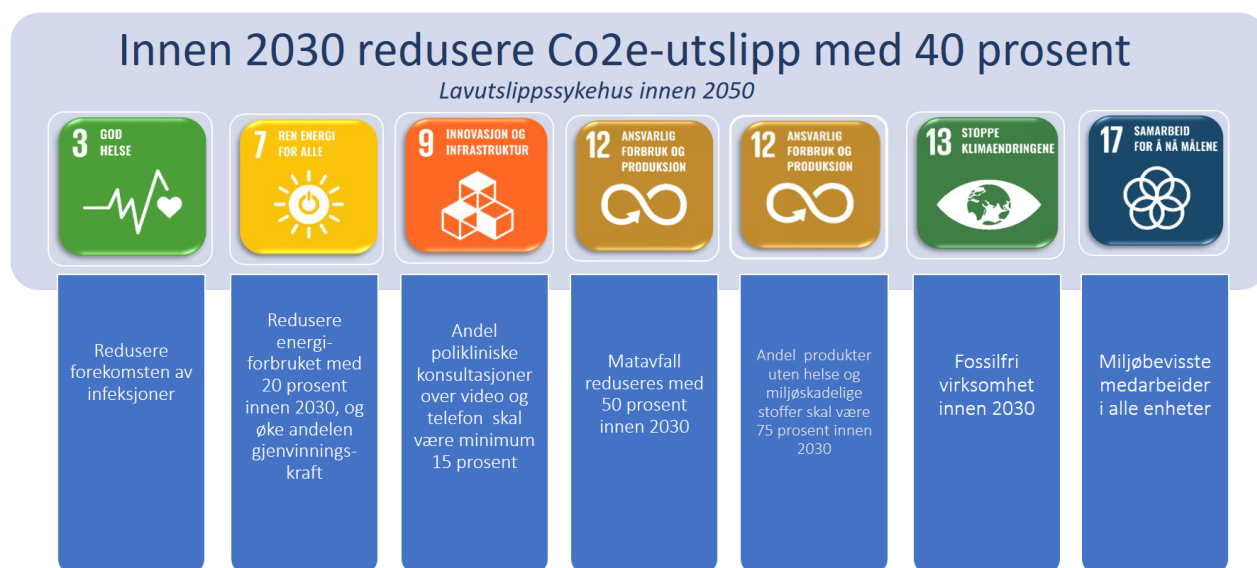 Innen 2030 redusere Co2e-utslipp med 40 prosent
Lavutslippssykehus innen 2050
3 GOD
HELSE
7 REN ENERGI
FOR ALLE
9 INNOVASJON OG
INFRASTRUKTUR
12 ANSVARLIG
FORBRUK OG
PRODUKSJON
12 ANSVARLIG
FORBRUK OG
PRODUKSJON
13 STOPPE
KLIMAENDRINGENE
17 SAMARBEID
FOR Å NÅ MÅLENE
Redusere
forekomsten av
infeksjoner
Redusere
energi-
forbruket med
20 prosent
innen 2030, og
øke andelen
gjenvinnings-
kraft
Andel
polikliniske
konsultasjoner
over video og
telefon skal
være minimum
15 prosent
Matavfall
reduseres med
50 prosent
innen 2030
Andel produkter
uten helse og
miljøskadelige
stoffer skal være
75 prosent innen
2030
Fossilfri
virksomhet
innen 2030
Miljøbevisste
medarbeider
i alle enheter